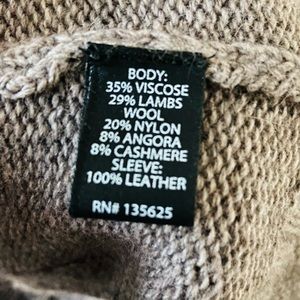 BODY:
35% VISCOSE
29% LAMBS
WOOL
20% NYLON
8% ANGORA
8% CASHMERE
SLEEVE:
100% LEATHER
RN# 135625